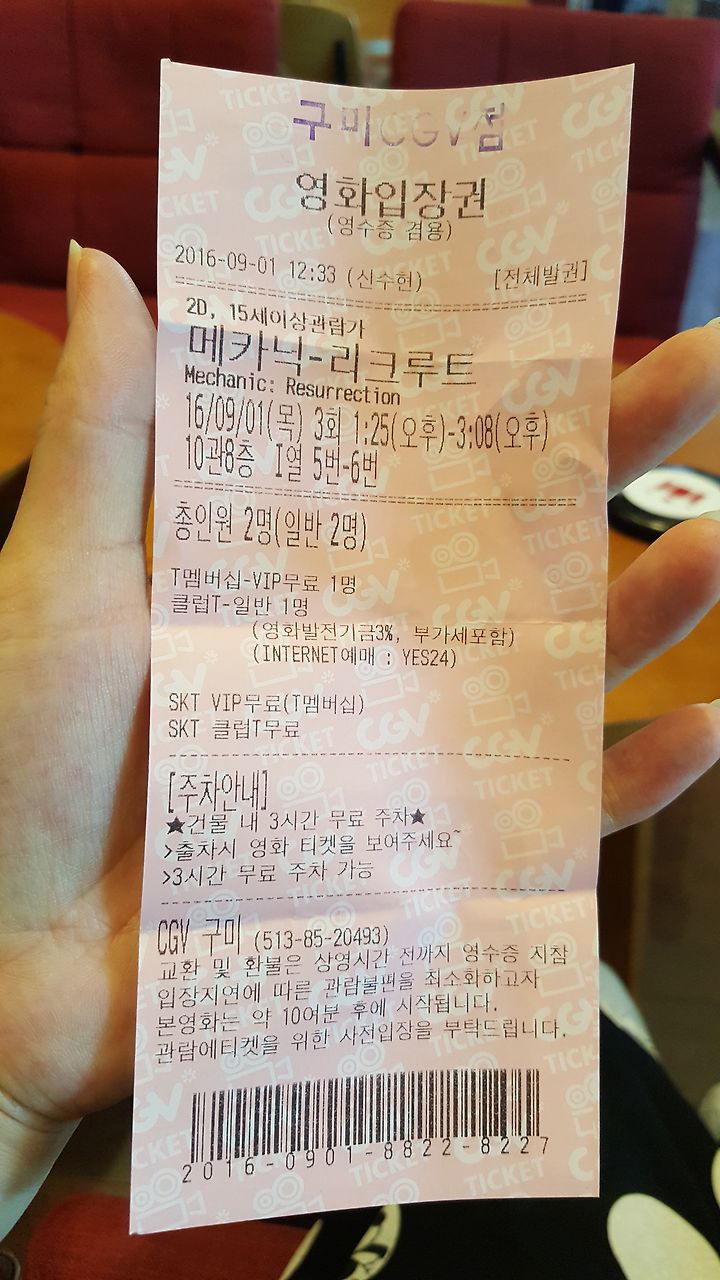 구미CGV점
영화입장권
(영수증 겸용)
2016-09-01 12:33 (신수현) [전체발권]
2D, 15세이상관람가
메카닉-리크루트
Mechanic: Resurrection
16/09/01(목) 3회 1:25(오후)-3:08(오후)
10관8층 I열 5번-6번
총인원 2명(일반 2명)
T멤버십-VIP무료 1명
클럽T-일반 1명
(영화발전기금3%, 부가세포함)
(INTERNET예매 : YES24)
SKT VIP무료(T멤버십)
SKT 클럽T무료
[주차안내]
★건물 내 3시간 무료 주차★
>출차시 영화 티켓을 보여주세요~
>3시간 무료 주차 가능
CGV 구미 (513-85-20493)
교환 및 환불은 상영시간 전까지 영수증 지참
입장지연에 따른 관람불편을 최소화하고자
본영화는 약 10여분 후에 시작됩니다.
관람에티켓을 위한 사전입장을 부탁드립니다.
2016-0901-8822-8227